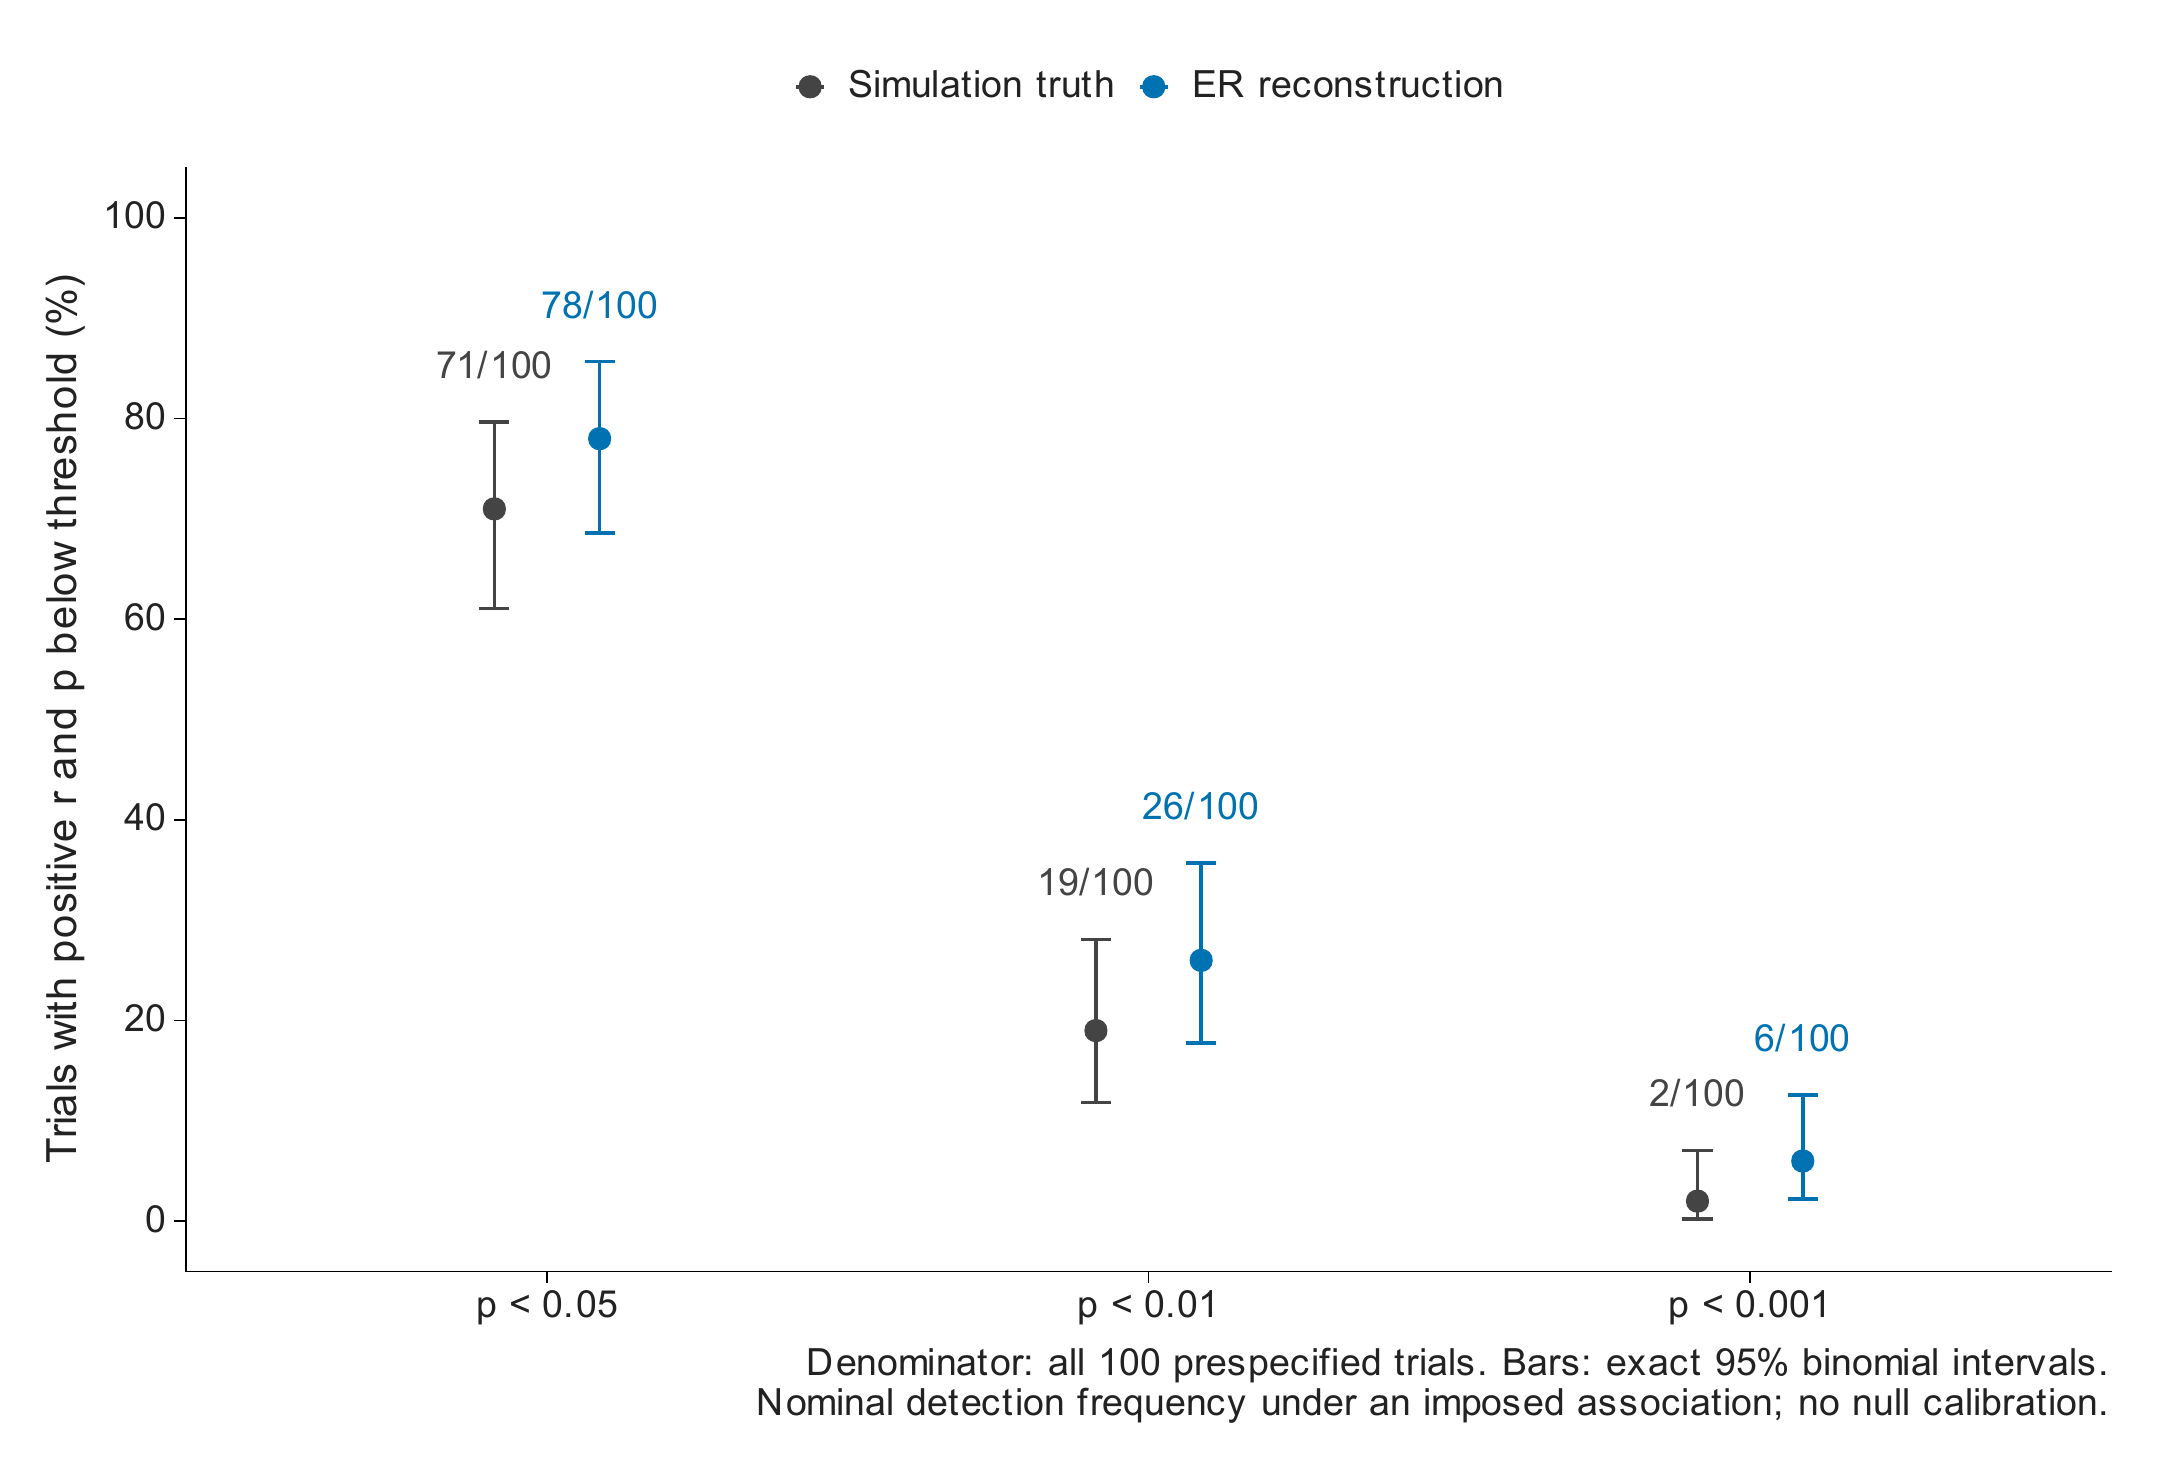 Simulation truth ER reconstruction
Trials with positive r and p below threshold (%)
100
80
60
40
20
0
71/100
78/100
19/100
26/100
2/100
6/100
p < 0.05
p < 0.01
p < 0.001
Denominator: all 100 prespecified trials. Bars: exact 95% binomial intervals.
Nominal detection frequency under an imposed association; no null calibration.